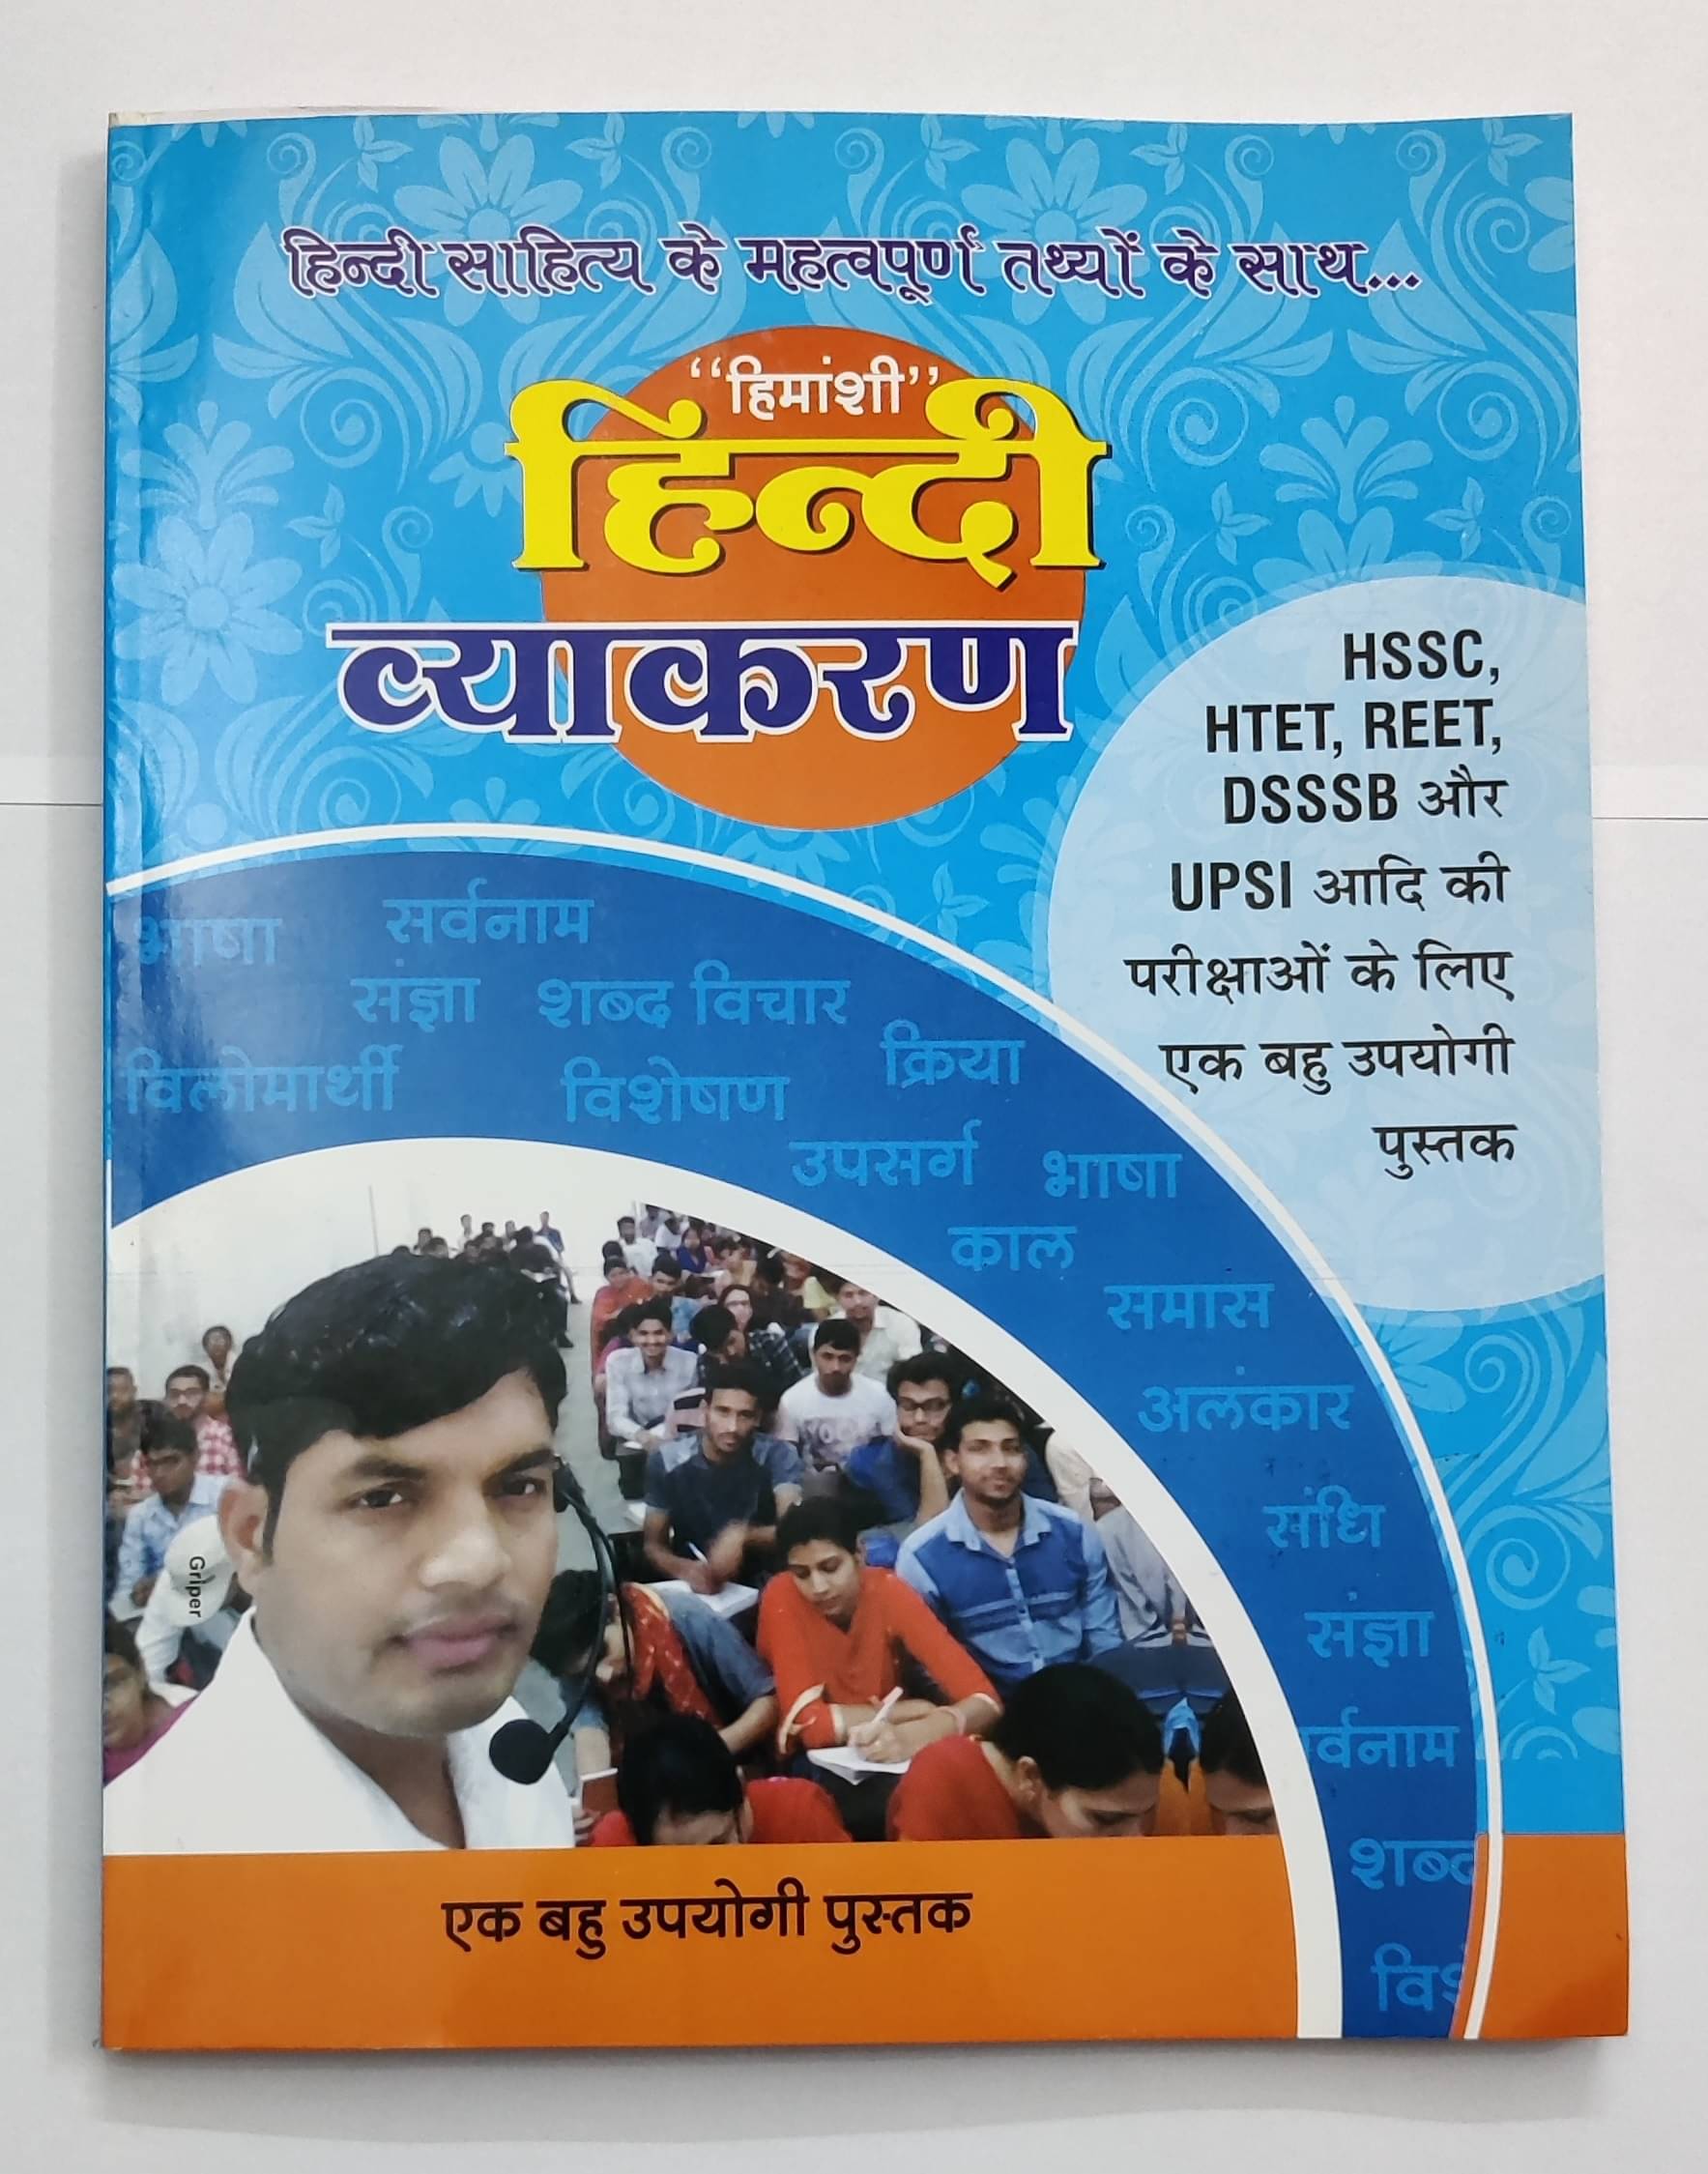 हिन्दी साहित्य के महत्वपूर्ण तथ्यों के साथ...
‘‘हिमांशी’’
हिन्दी
व्याकरण
HSSC,
HTET, REET,
DSSSB और
UPSI आदि की
परीक्षाओं के लिए
एक बहु उपयोगी
पुस्तक
भाषा सर्वनाम
संज्ञा शब्द विचार
क्रिया
विलोमार्थी विशेषण
उपसर्ग भाषा
काल
समास
अलंकार
संधि
संज्ञा
र्वनाम
शब्द
Griper
एक बहु उपयोगी पुस्तक